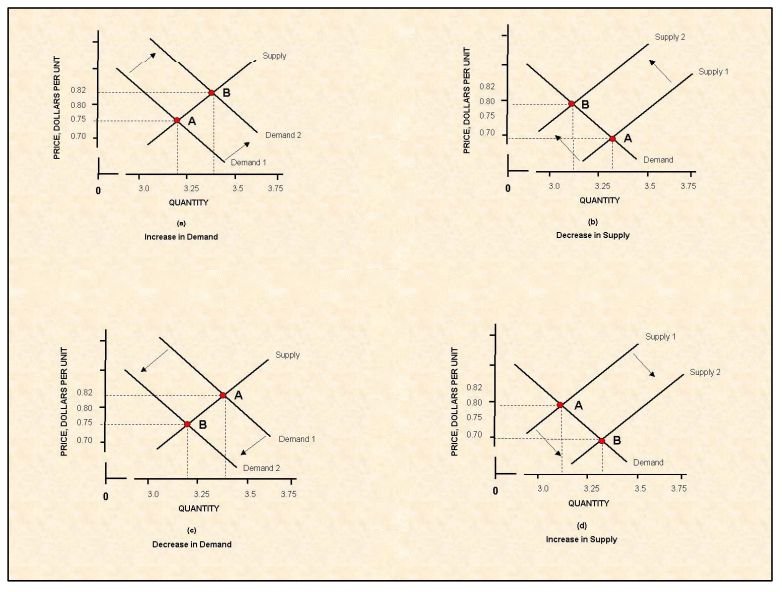 PRICE, DOLLARS PER UNIT
0.82
0.80
0.75
0.70
0
3.0
3.25
3.5
3.75
QUANTITY
Supply
B
A
Demand 2
Demand 1
(a)
Increase in Demand
PRICE, DOLLARS PER UNIT
0.82
0.80
0.75
0.70
0
3.0
3.25
3.5
3.75
QUANTITY
Supply 2
Supply 1
B
A
Demand
(b)
Decrease in Supply
PRICE, DOLLARS PER UNIT
0.82
0.80
0.75
0.70
0
3.0
3.25
3.5
3.75
QUANTITY
Supply
A
B
Demand 1
Demand 2
(c)
Decrease in Demand
PRICE, DOLLARS PER UNIT
0.82
0.80
0.75
0.70
0
3.0
3.25
3.5
3.75
QUANTITY
Supply 1
Supply 2
A
B
Demand
(d)
Increase in Supply